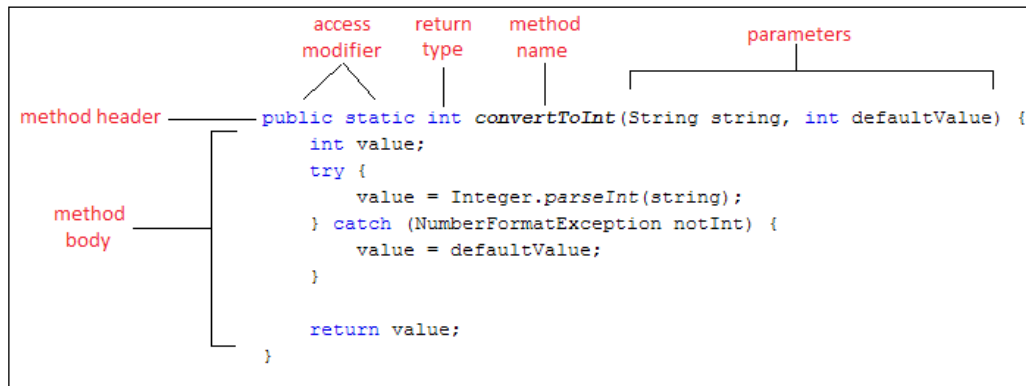 access modifier
return type
method name
parameters
method header
public static int convertToInt(String string, int defaultValue) {
int value;
try {
value = Integer.parseInt(string);
} catch (NumberFormatException notInt) {
value = defaultValue;
}
method body
return value;
}